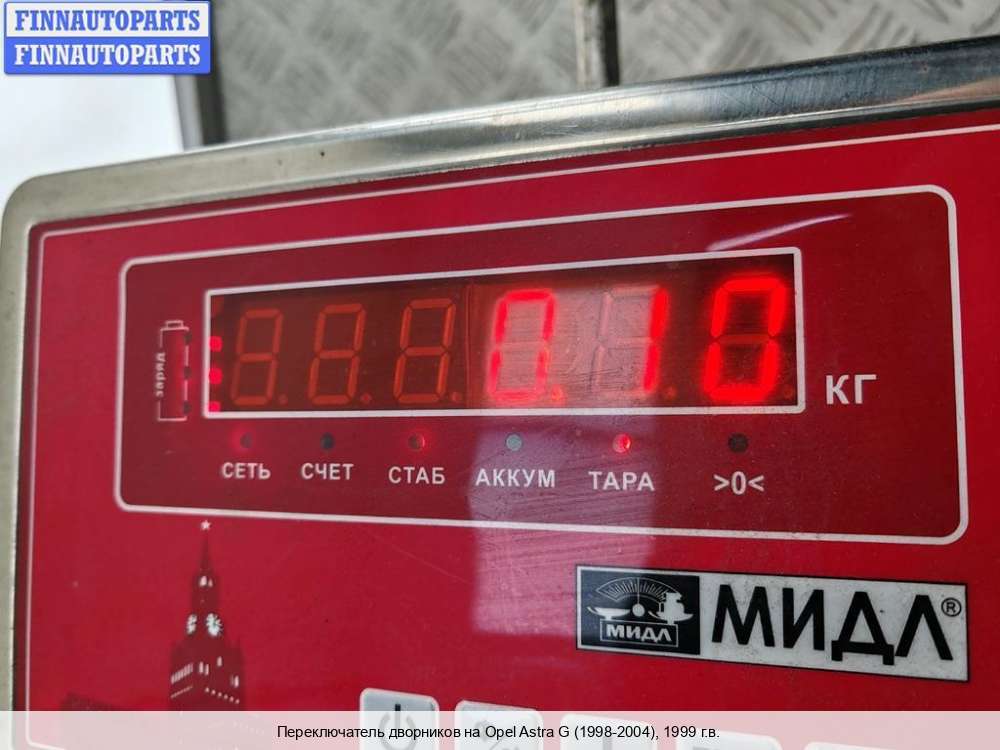 FINNAUTOPARTS
FINNAUTOPARTS
заряд
0.10
КГ
СЕТЬ СЧЕТ СТАБ АККУМ ТАРА >0<
МИДЛ МИДЛ®
Переключатель дворников на Opel Astra G (1998-2004), 1999 г.в.